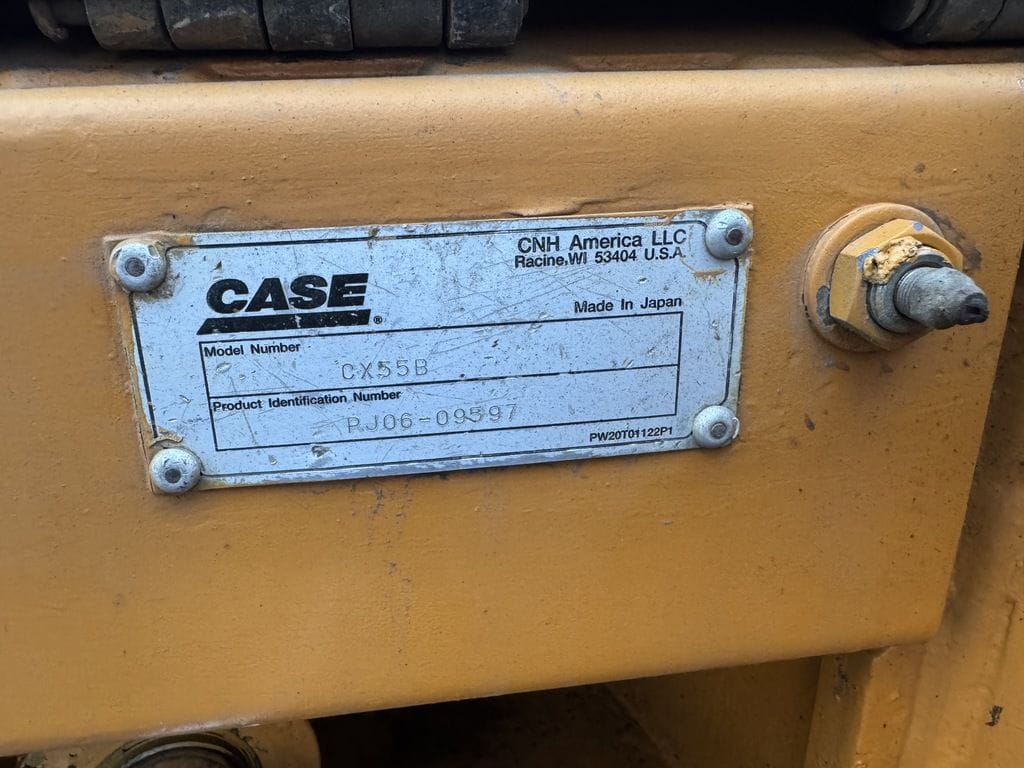 CNH America LLC
Racine,WI 53404 U.S.A.
CASE®
Made In Japan
Model Number
CX55B
Product Identification Number
PJ06-09597
PW20T01122P1